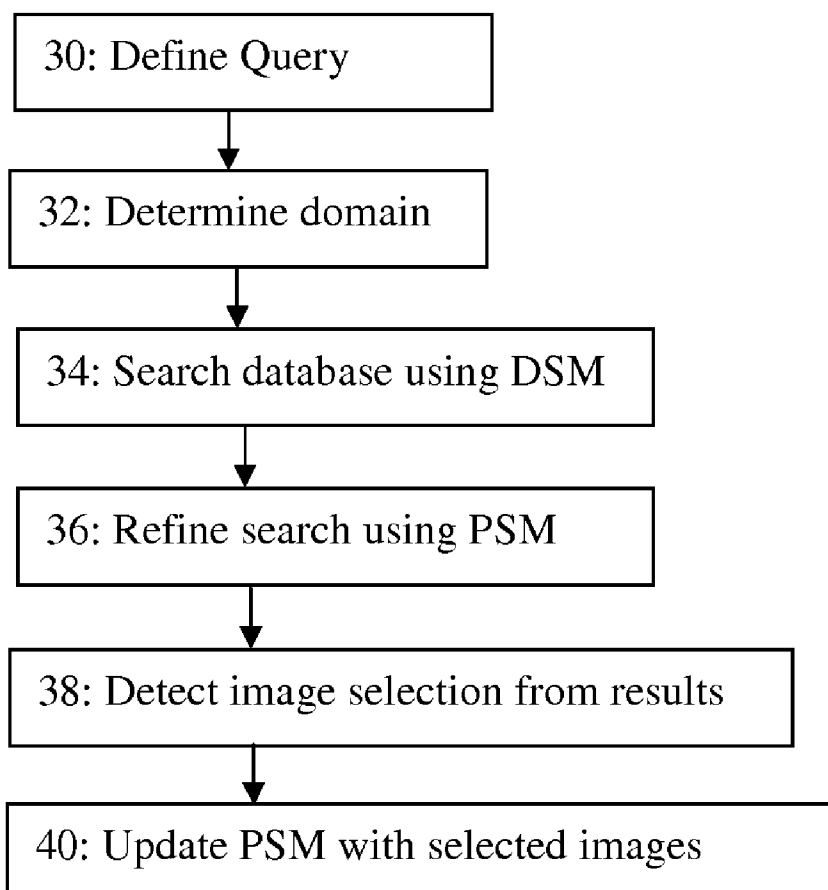 30: Define Query
32: Determine domain
34: Search database using DSM
36: Refine search using PSM
38: Detect image selection from results
40: Update PSM with selected images